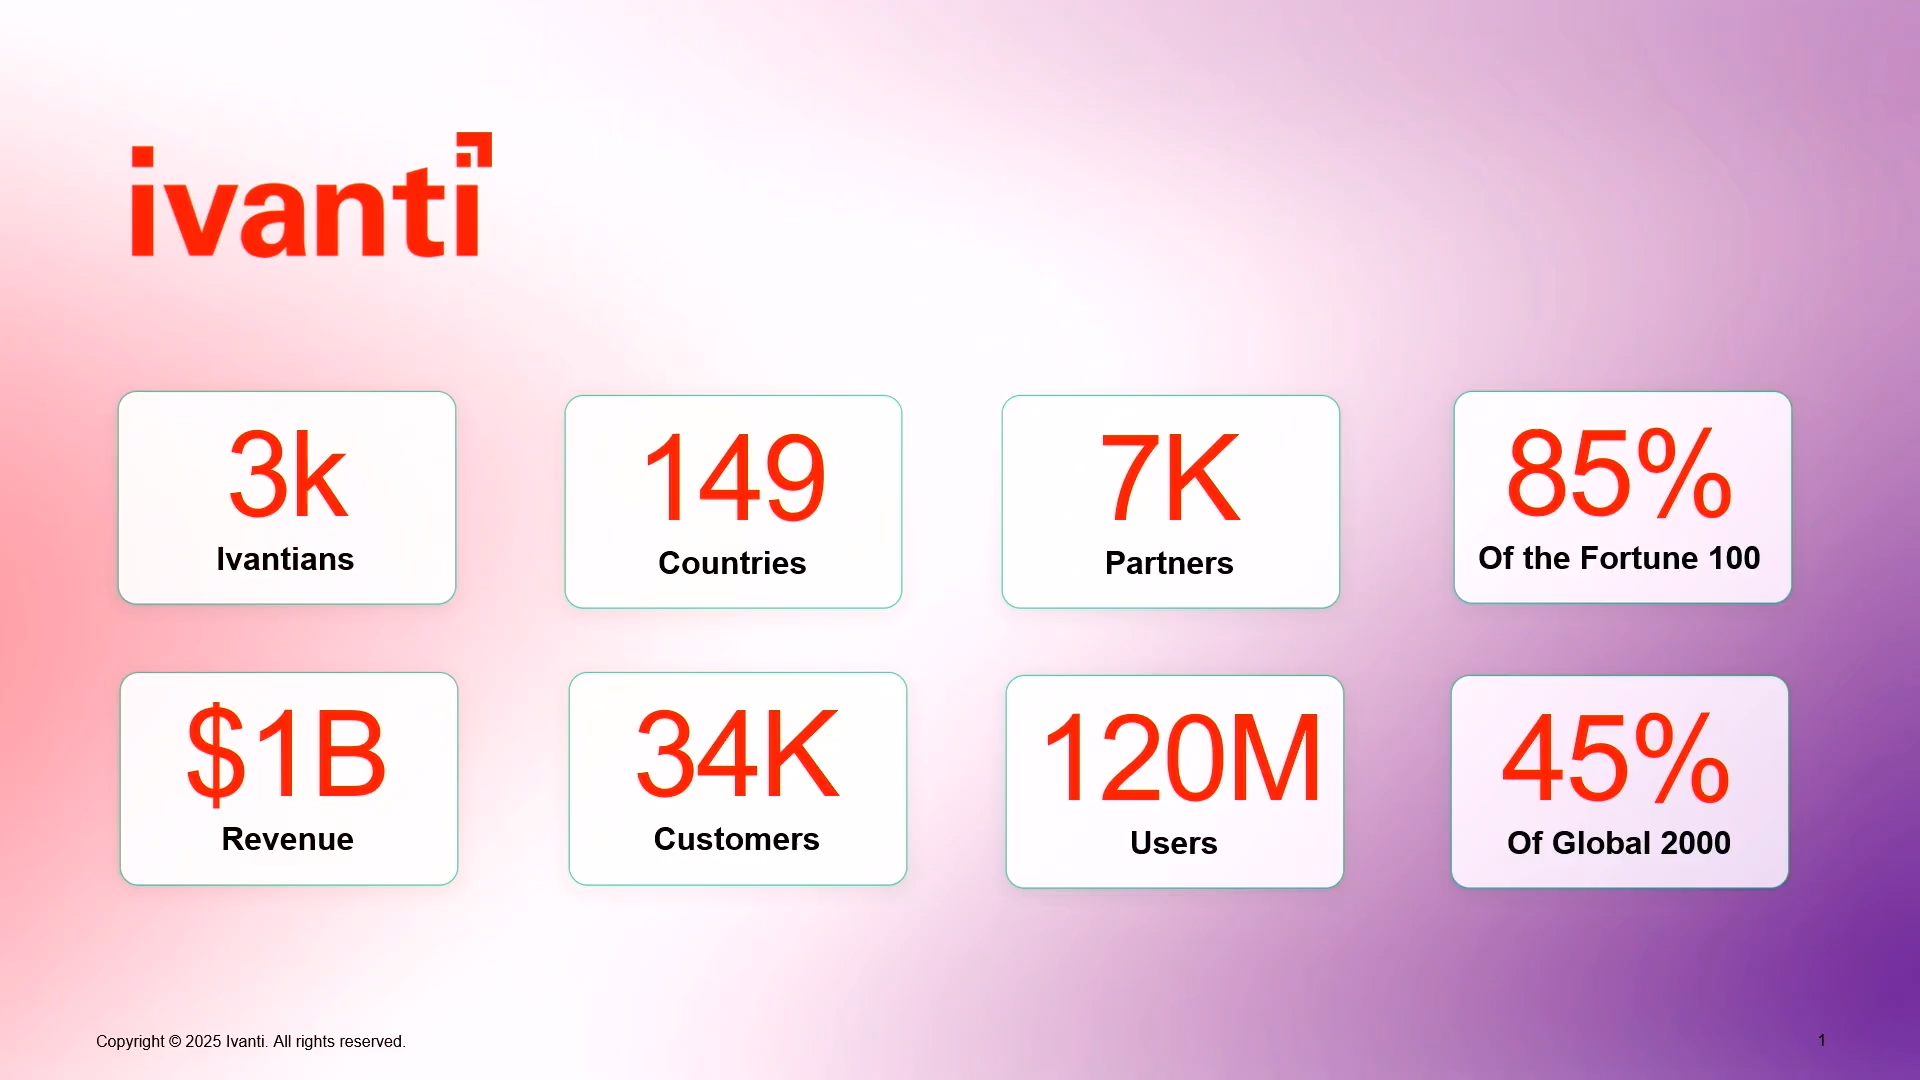 ivanti
3k
Ivantians
149
Countries
7K
Partners
85%
Of the Fortune 100
$1B
Revenue
34K
Customers
120M
Users
45%
Of Global 2000
Copyright © 2025 Ivanti. All rights reserved.
1